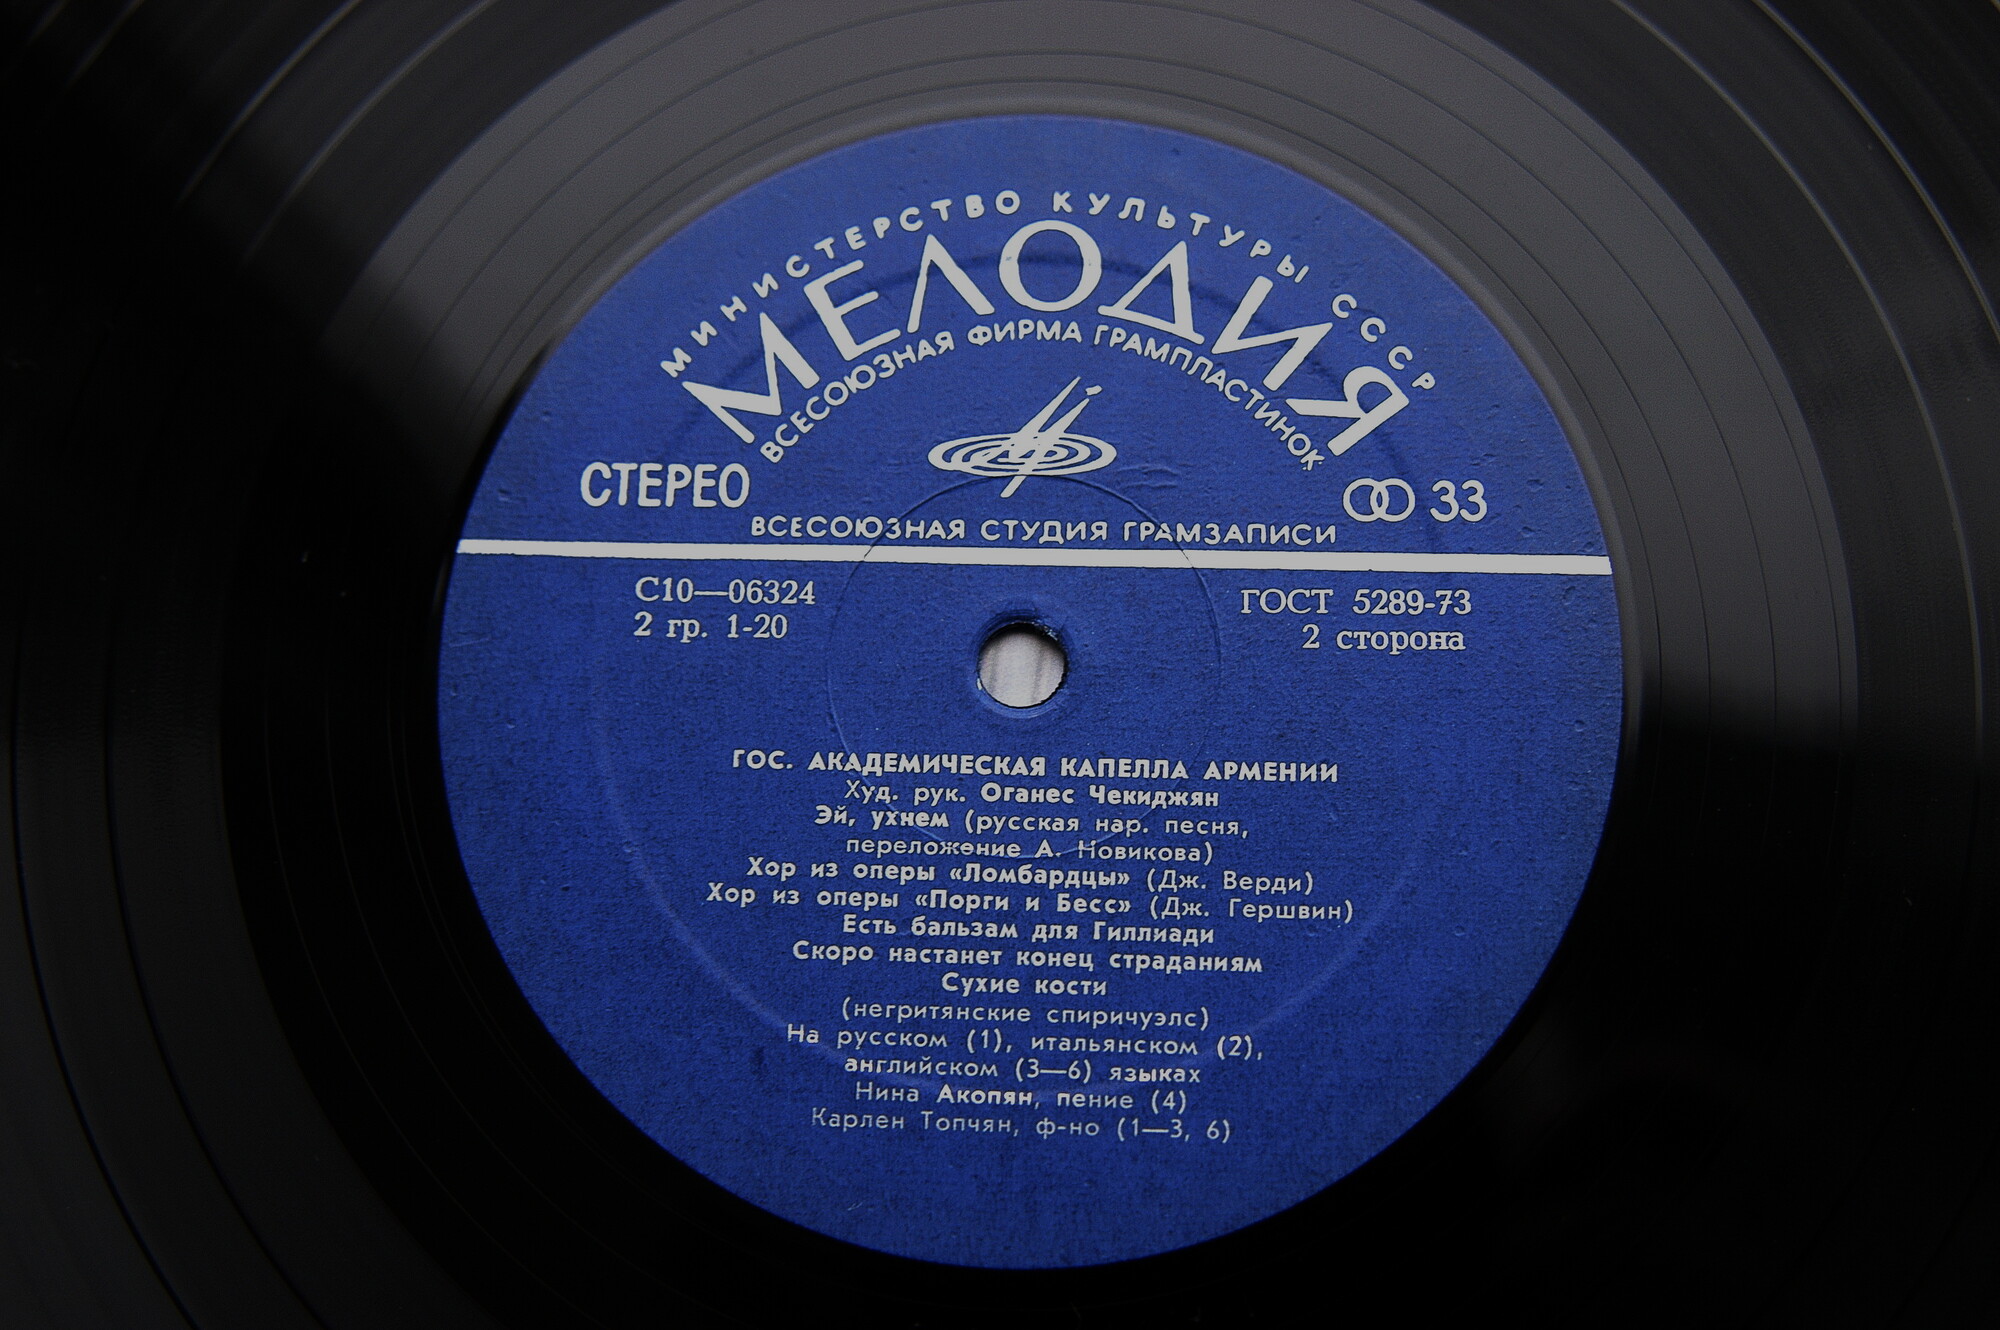 МИНИСТЕРСТВО КУЛЬТУРЫ СССР
МЕЛОДИЯ
ВСЕСОЮЗНАЯ ФИРМА ГРАМПЛАСТИНОК
СТЕРЕО
33
ВСЕСОЮЗНАЯ СТУДИЯ ГРАМЗАПИСИ
С10—06324
ГОСТ 5289-73
2 гр. 1-20
2 сторона
ГОС. АКАДЕМИЧЕСКАЯ КАПЕЛЛА АРМЕНИИ
Худ. рук. Оганес Чекиджян
Эй, ухнем (русская нар. песня,
переложение А. Новикова)
Хор из оперы «Ломбардцы» (Дж. Верди)
Хор из оперы «Порги и Бесс» (Дж. Гершвин)
Есть бальзам для Гиллиади
Скоро настанет конец страданиям
Сухие кости
(негритянские спиричуэлс)
На русском (1), итальянском (2),
английском (3—6) языках
Нина Акопян, пение (4)
Карлен Топчян, ф-но (1—3, 6)